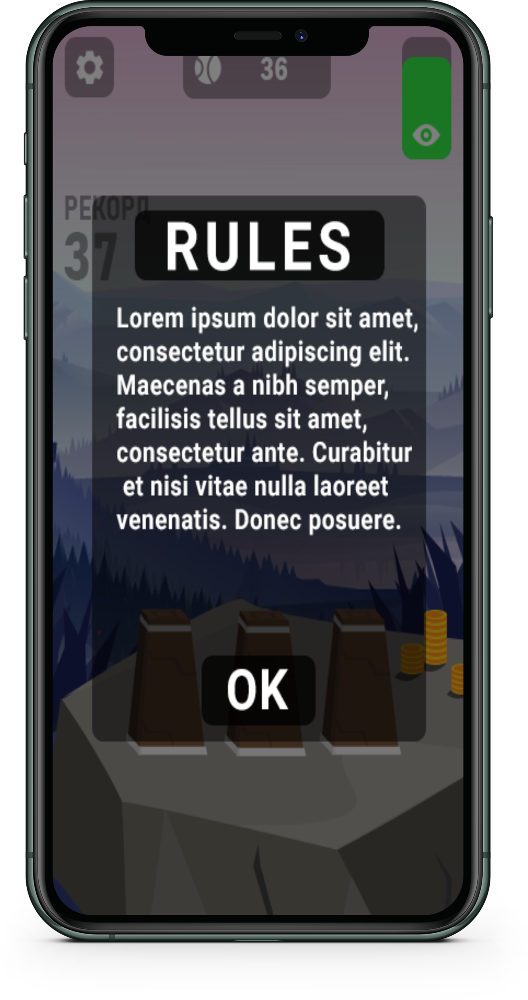 36
РЕКОРД
37
RULES
Lorem ipsum dolor sit amet,
consectetur adipiscing elit.
Maecenas a nibh semper,
facilisis tellus sit amet,
consectetur ante. Curabitur
et nisi vitae nulla laoreet
venenatis. Donec posuere.
OK